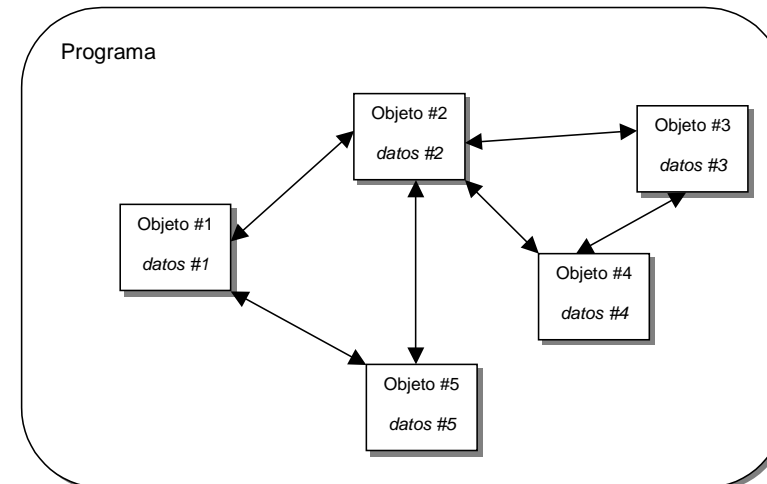 Programa
Objeto #2
datos #2
Objeto #3
datos #3
Objeto #1
datos #1
Objeto #4
datos #4
Objeto #5
datos #5